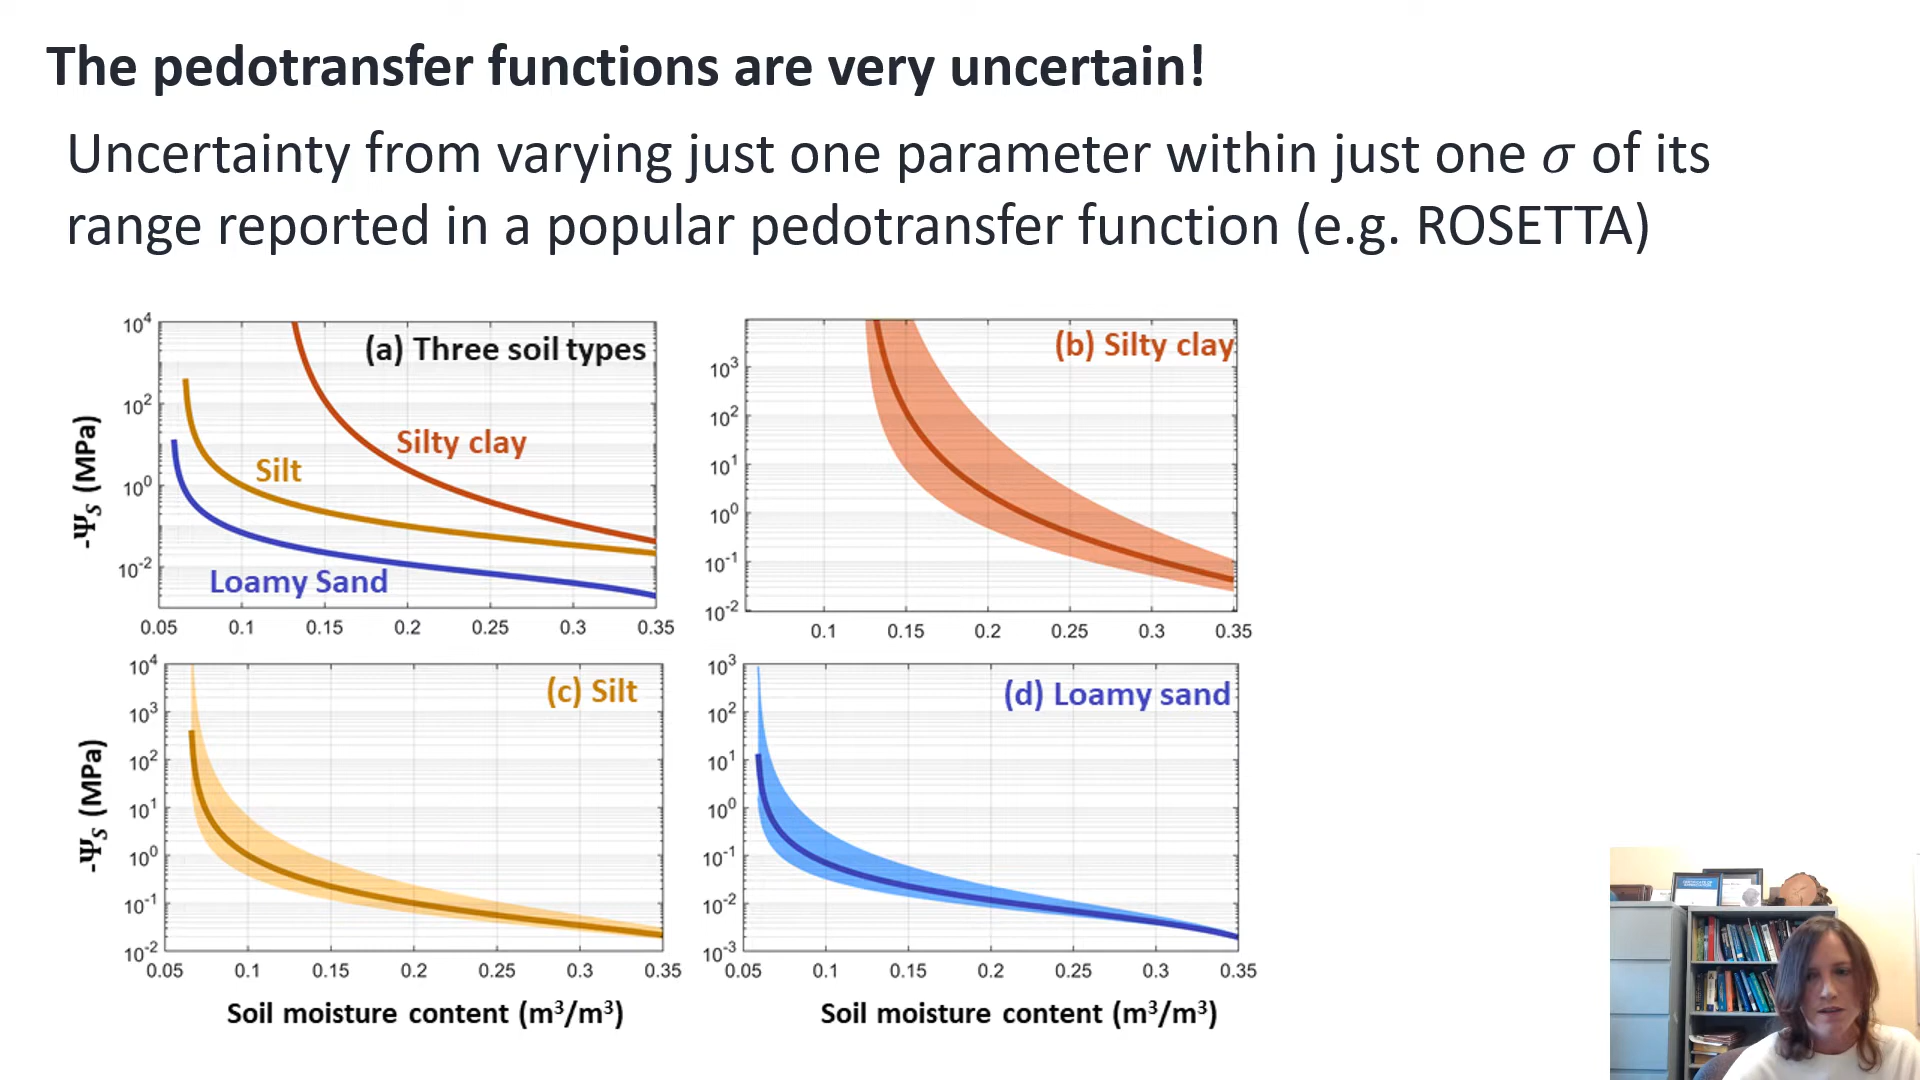 The pedotransfer functions are very uncertain!
Uncertainty from varying just one parameter within just one σ of its
range reported in a popular pedotransfer function (e.g. ROSETTA)
(a) Three soil types
Silty clay
Silt
Loamy Sand
-Ψ_S (MPa)
10⁴
10²
10⁰
10⁻²
0.05 0.1 0.15 0.2 0.25 0.3 0.35
(b) Silty clay
10³
10²
10¹
10⁰
10⁻¹
10⁻²
0.1 0.15 0.2 0.25 0.3 0.35
(c) Silt
-Ψ_S (MPa)
10⁴
10³
10²
10¹
10⁰
10⁻¹
10⁻²
0.05 0.1 0.15 0.2 0.25 0.3 0.35
Soil moisture content (m³/m³)
(d) Loamy sand
10³
10²
10¹
10⁰
10⁻¹
10⁻²
10⁻³
0.05 0.1 0.15 0.2 0.25 0.3 0.35
Soil moisture content (m³/m³)